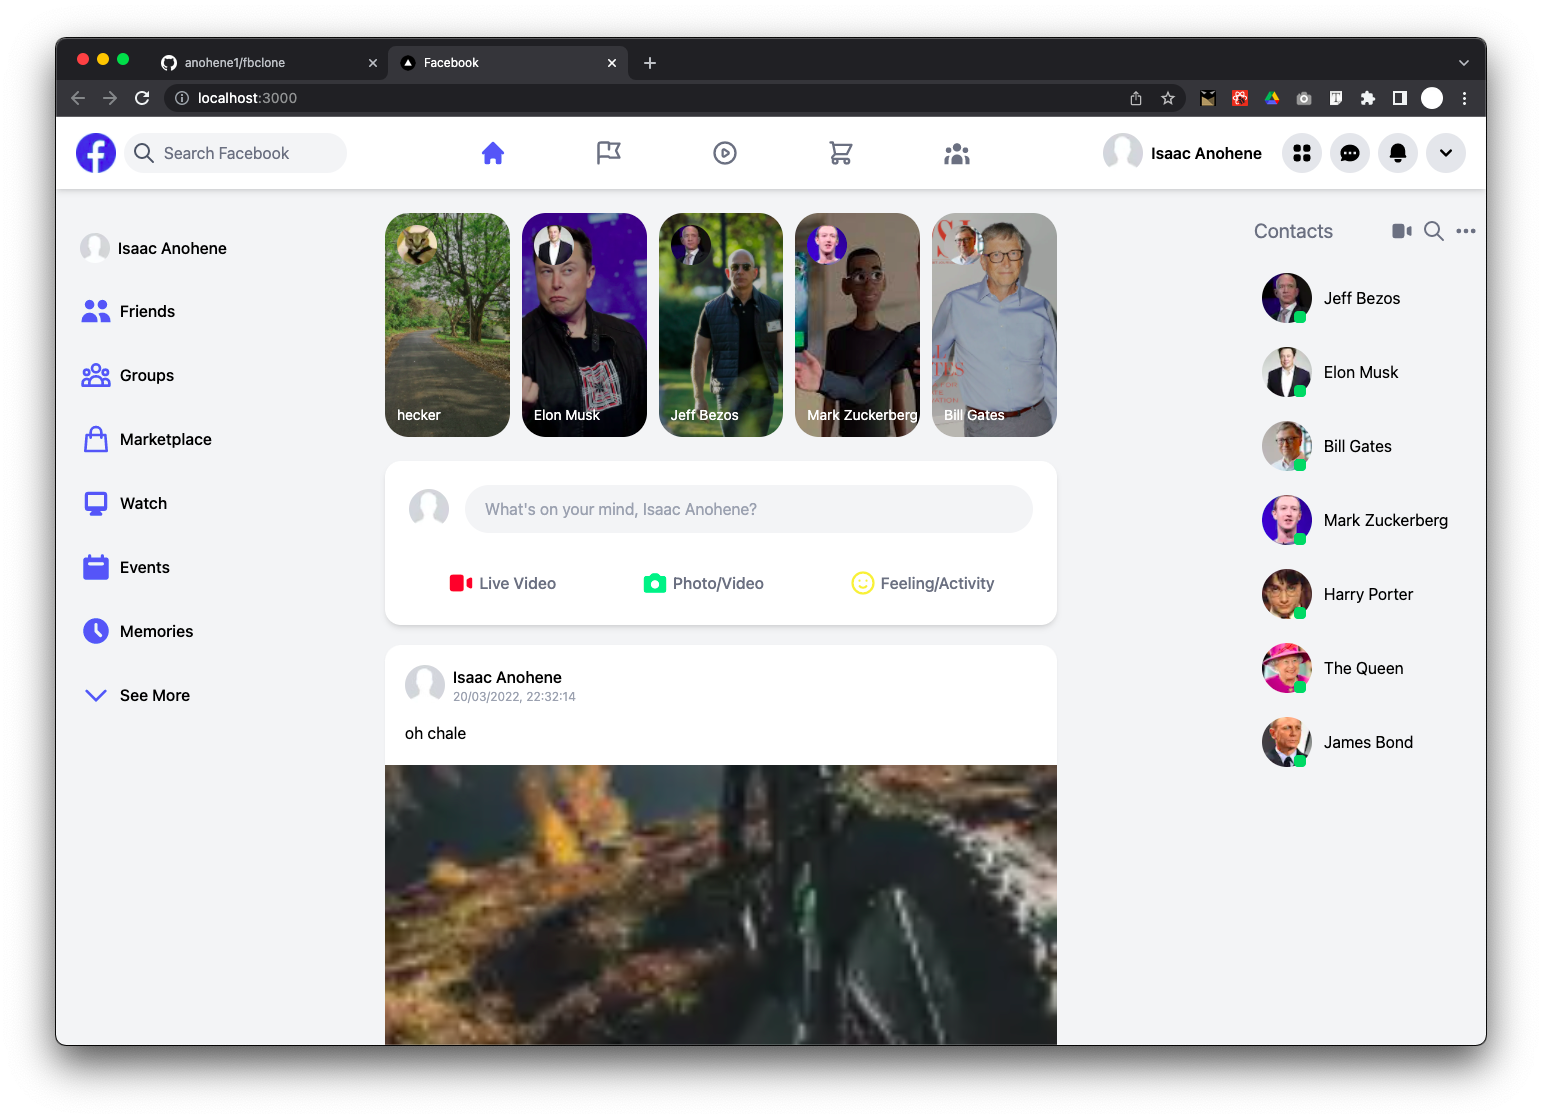 anohene1/fbclone
Facebook
localhost:3000
Search Facebook
Isaac Anohene
Isaac Anohene
Friends
Groups
Marketplace
Watch
Events
Memories
See More
hecker
Elon Musk
Jeff Bezos
Mark Zuckerberg
Bill Gates
What's on your mind, Isaac Anohene?
Live Video
Photo/Video
Feeling/Activity
Isaac Anohene
20/03/2022, 22:32:14
oh chale
Contacts
Jeff Bezos
Elon Musk
Bill Gates
Mark Zuckerberg
Harry Porter
The Queen
James Bond